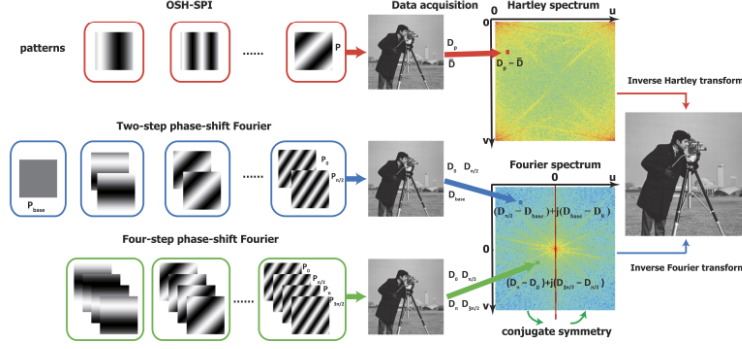 OSH-SPI
Data acquisition
Hartley spectrum
patterns
P
D_p
D̄
0
u
D_p − D̄
v
Inverse Hartley transform
Two-step phase-shift Fourier
P_base
P_0
P_π/2
D_0 D_π/2
D_base
Fourier spectrum
0
u
(D_π/2 − D_base)+j(D_base − D_0)
0
Four-step phase-shift Fourier
P_0
P_π/2
P_π
P_3π/2
D_0 D_π/2
D_π D_3π/2
(D_π − D_0)+j(D_3π/2 − D_π/2)
v
Inverse Fourier transform
conjugate symmetry